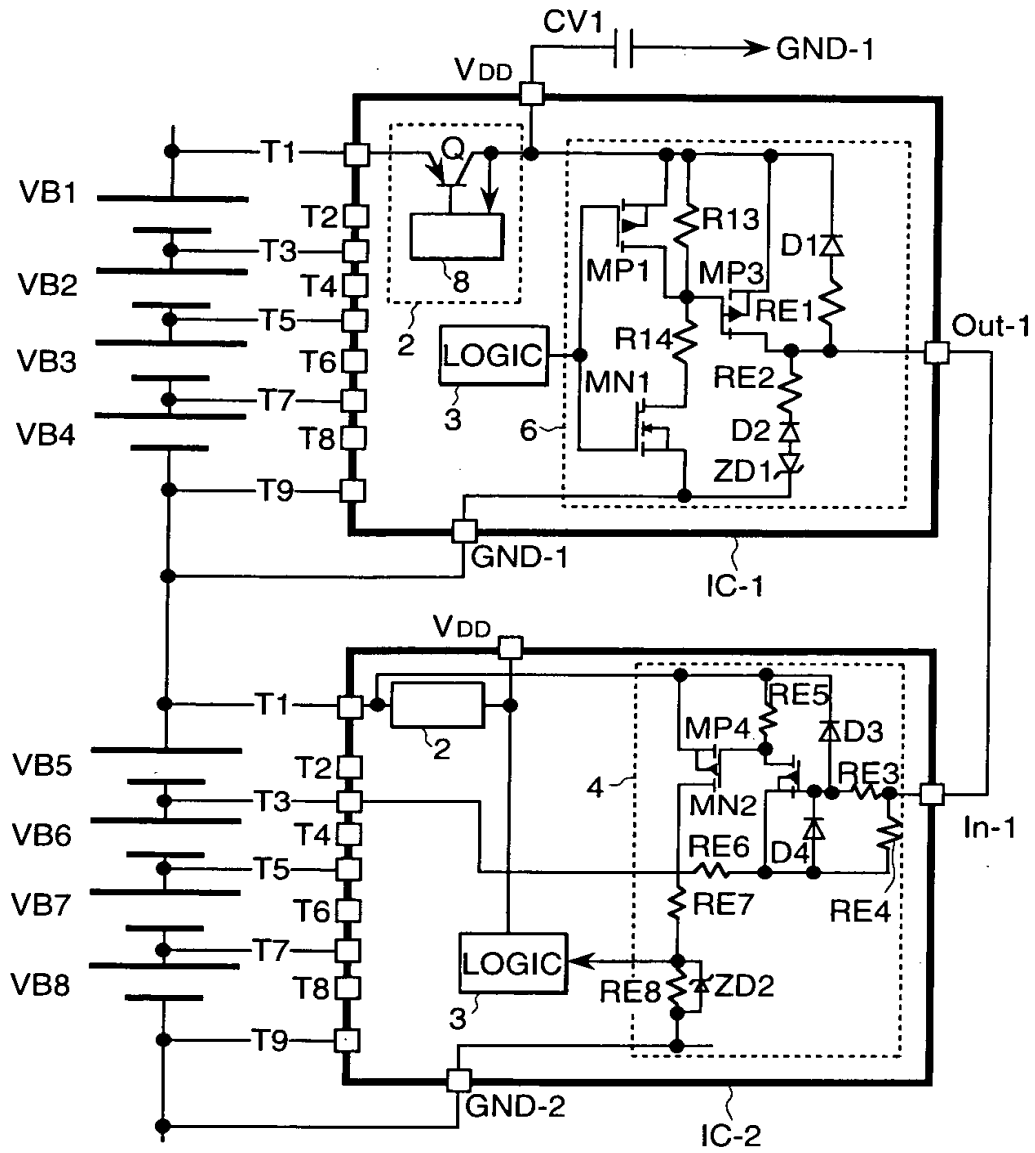 CV1
GND-1
VDD
T1
Q
VB1
T2
R13
D1
T3
MP1
MP3
8
VB2
T4
RE1
T5
2
Out-1
R14
LOGIC
VB3
T6
MN1
RE2
3
T7
VB4
6
D2
T8
ZD1
T9
GND-1
IC-1
VDD
RE5
T1
MP4
D3
2
VB5
T2
RE3
4
T3
MN2
In-1
VB6
T4
RE6
D4
T5
VB7
RE7
RE4
T6
T7
LOGIC
VB8
T8
RE8
ZD2
3
T9
GND-2
IC-2